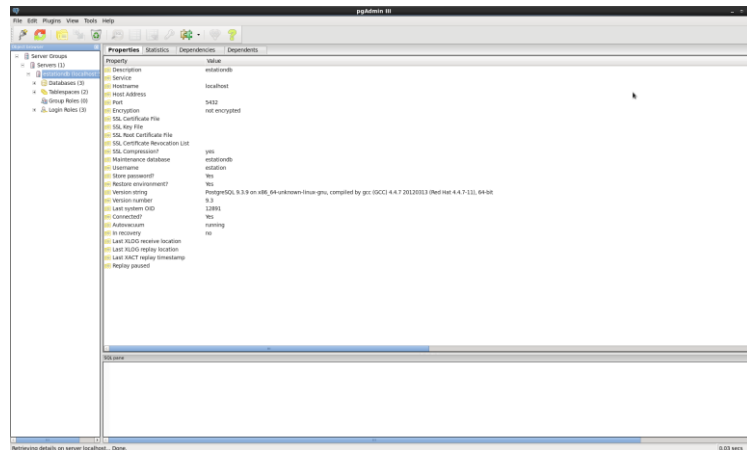 pgAdmin III
File Edit Plugins View Tools Help
Object browser
Server Groups
Servers (1)
estationdb (localhost
Databases (3)
Tablespaces (2)
Group Roles (0)
Login Roles (3)
Properties Statistics Dependencies Dependents
Property Value
Description estationdb
Service
Hostname localhost
Host Address
Port 5432
Encryption not encrypted
SSL Certificate File
SSL Key File
SSL Root Certificate File
SSL Certificate Revocation List
SSL Compression? yes
Maintenance database estationdb
Username estation
Store password? Yes
Restore environment? Yes
Version string PostgreSQL 9.3.9 on x86_64-unknown-linux-gnu, compiled by gcc (GCC) 4.4.7 20120313 (Red Hat 4.4.7-11), 64-bit
Version number 9.3
Last system OID 12891
Connected? Yes
Autovacuum running
In recovery no
Last XLOG receive location
Last XLOG replay location
Last XACT replay timestamp
Replay paused
SQL pane
Retrieving details on server localhost... Done. 0.03 secs